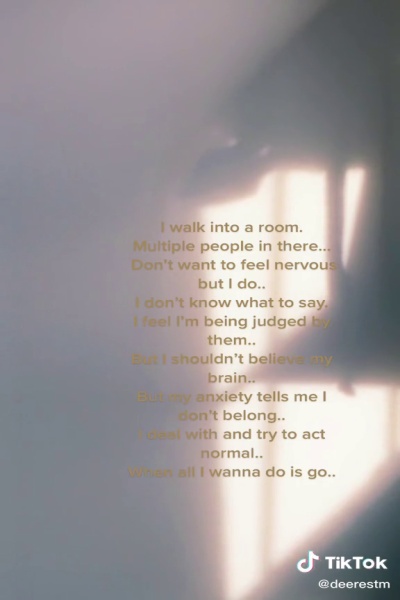 I walk into a room.
Multiple people in there...
Don't want to feel nervous
but I do..
I don't know what to say.
I feel I'm being judged by
them..
But I shouldn't believe my
brain..
But my anxiety tells me I
don't belong..
I deal with and try to act
normal..
When all I wanna do is go..
TikTok
@deerestm